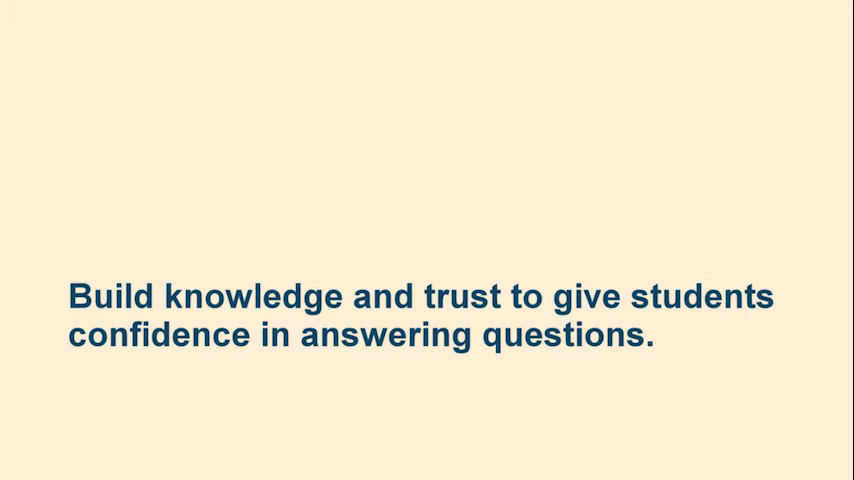 Build knowledge and trust to give students
confidence in answering questions.